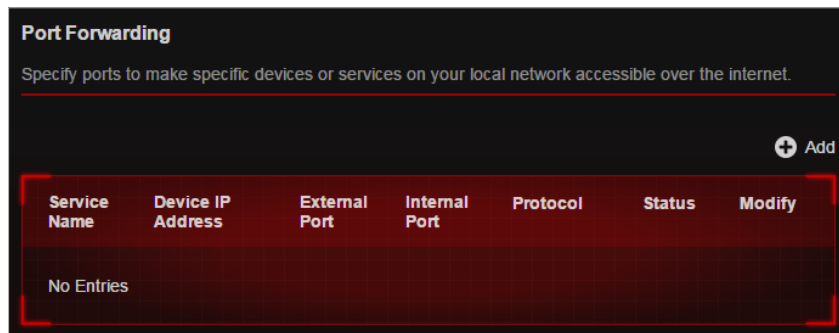 Port Forwarding
Specify ports to make specific devices or services on your local network accessible over the internet.
Add
Service Name Device IP Address External Port Internal Port Protocol Status Modify
No Entries